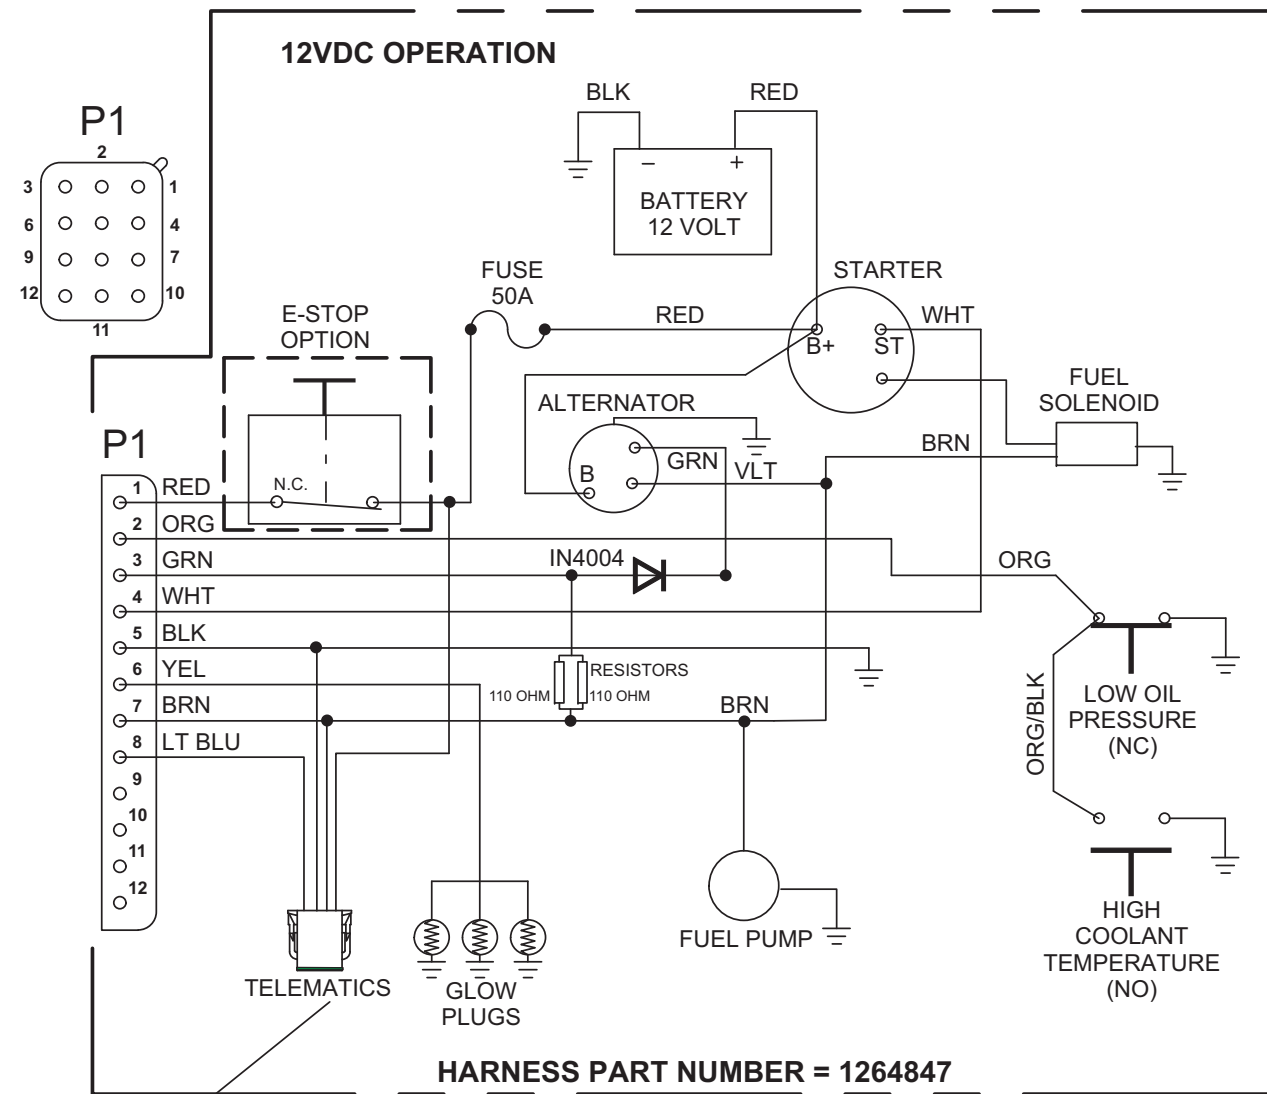 12VDC OPERATION
BLK
RED
P1
2
3
1
6
4
9
7
12
10
11
–
+
BATTERY
12 VOLT
FUSE
50A
STARTER
E-STOP
OPTION
RED
WHT
B+
ST
FUEL
SOLENOID
ALTERNATOR
BRN
P1
GRN
VLT
B
N.C.
1
RED
2
ORG
3
GRN
IN4004
ORG
4
WHT
5
BLK
6
YEL
RESISTORS
110 OHM
110 OHM
7
BRN
BRN
LOW OIL
PRESSURE
(NC)
ORG/BLK
8
LT BLU
9
10
11
12
FUEL PUMP
HIGH
COOLANT
TEMPERATURE
(NO)
TELEMATICS
GLOW
PLUGS
HARNESS PART NUMBER = 1264847